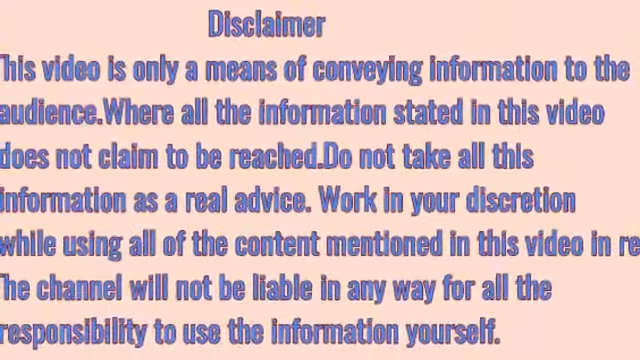 Disclaimer
This video is only a means of conveying information to the
audience.Where all the information stated in this video
does not claim to be reached.Do not take all this
information as a real advice. Work in your discretion
while using all of the content mentioned in this video in re
The channel will not be liable in any way for all the
responsibility to use the information yourself.